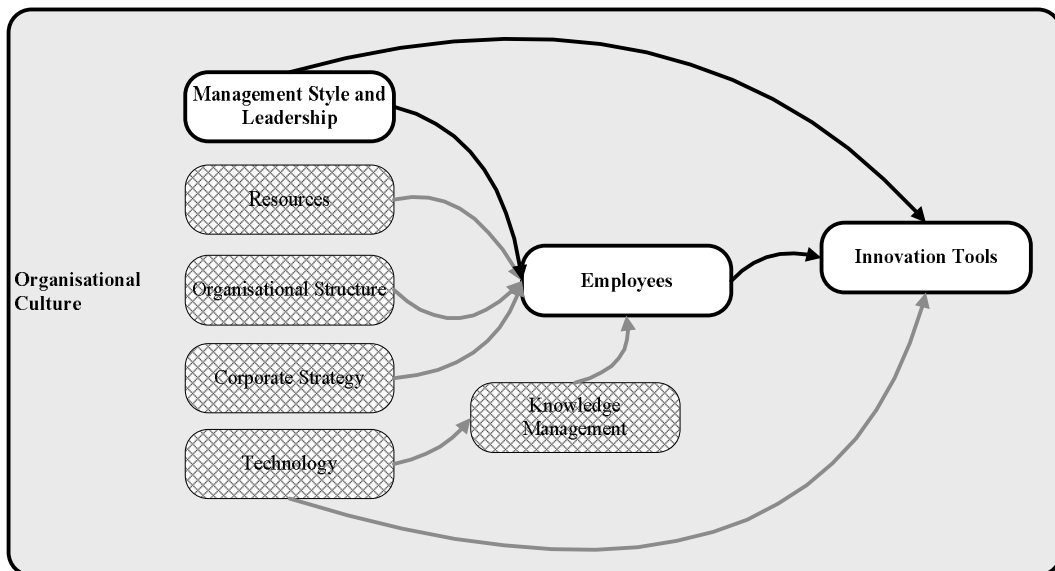 Management Style and
Leadership
Resources
Organisational
Culture
Organisational Structure
Employees
Innovation Tools
Corporate Strategy
Knowledge
Management
Technology